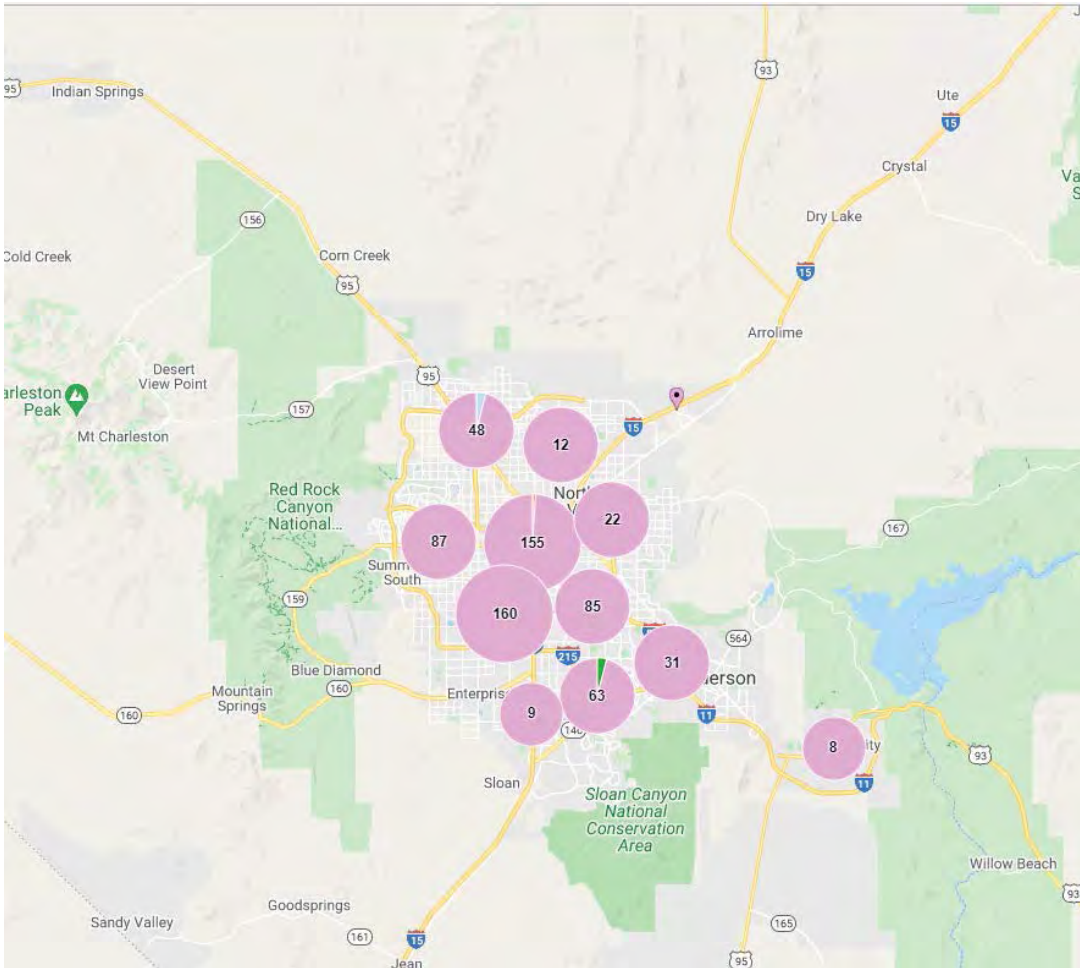 J
93
95
Indian Springs
Ute
15
Crystal
Va
S
156
Dry Lake
Cold Creek
Corn Creek
15
95
Arrolime
Desert
View Point
95
arleston
Peak
157
15
Mt Charleston
48
12
Red Rock
Canyon
National...
Nort
V
22
167
87
155
Summ
South
159
160
85
564
215
31
Blue Diamond
derson
160
Mountain
Springs
Enterpris
63
11
160
9
146
8
ity
93
Sloan
11
Sloan Canyon
National
Conservation
Area
Willow Beach
93
Goodsprings
Sandy Valley
165
161
15
95
Jean